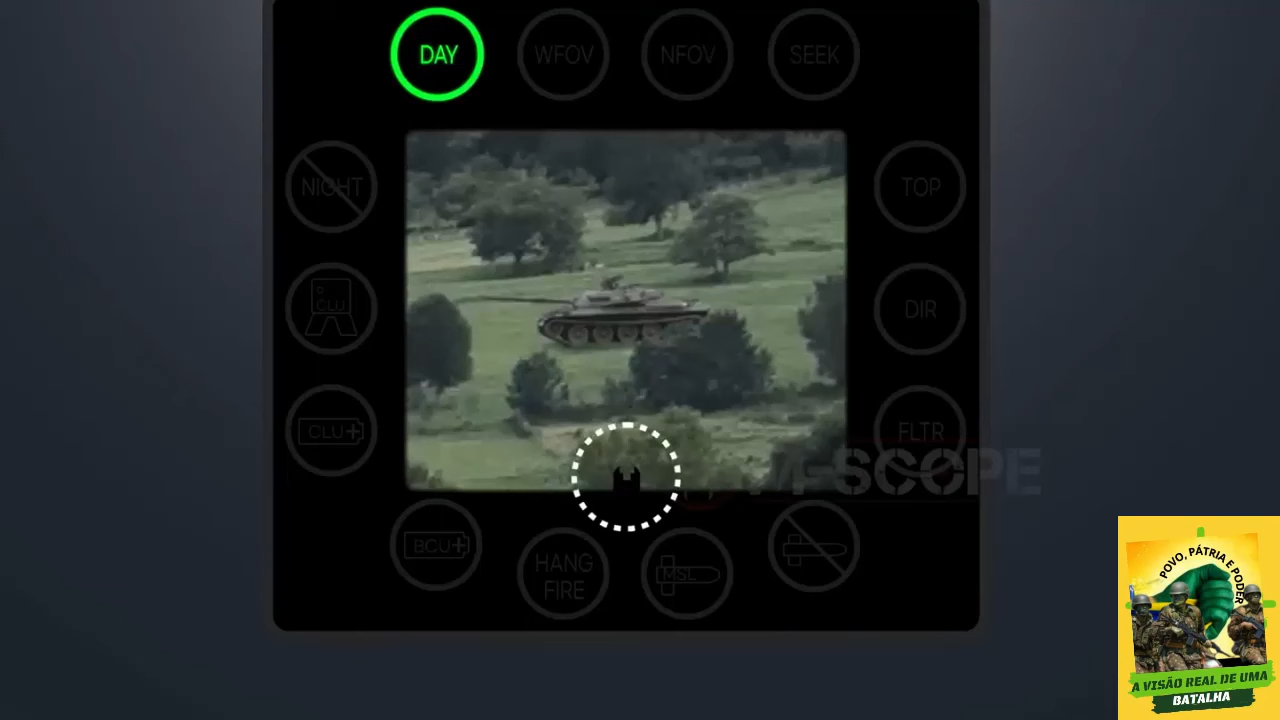 DAY
WFOV
NFOV
SEEK
NIGHT
TOP
CLU
DIR
CLU+
FLTR
M-SCOPE
BCU+
HANG
FIRE
MSL
POVO, PÁTRIA E PODER
A VISÃO REAL DE UMA
BATALHA